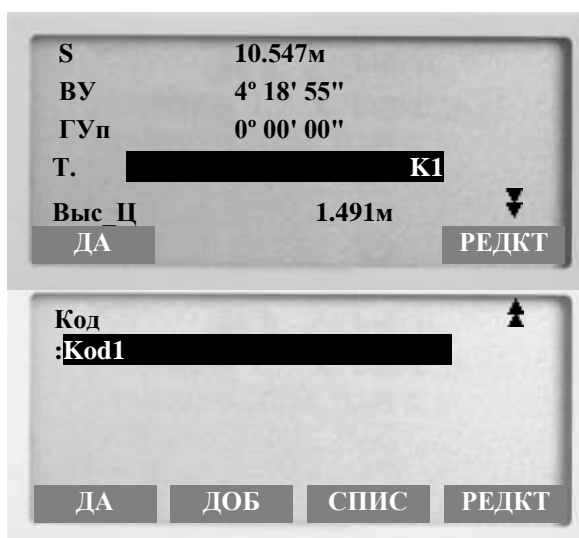 S 10.547м
ВУ 4º 18' 55"
ГУп 0º 00' 00"
Т. K1
Выс_Ц 1.491м
ДА РЕДКТ
Код
:Kod1
ДА ДОБ СПИС РЕДКТ